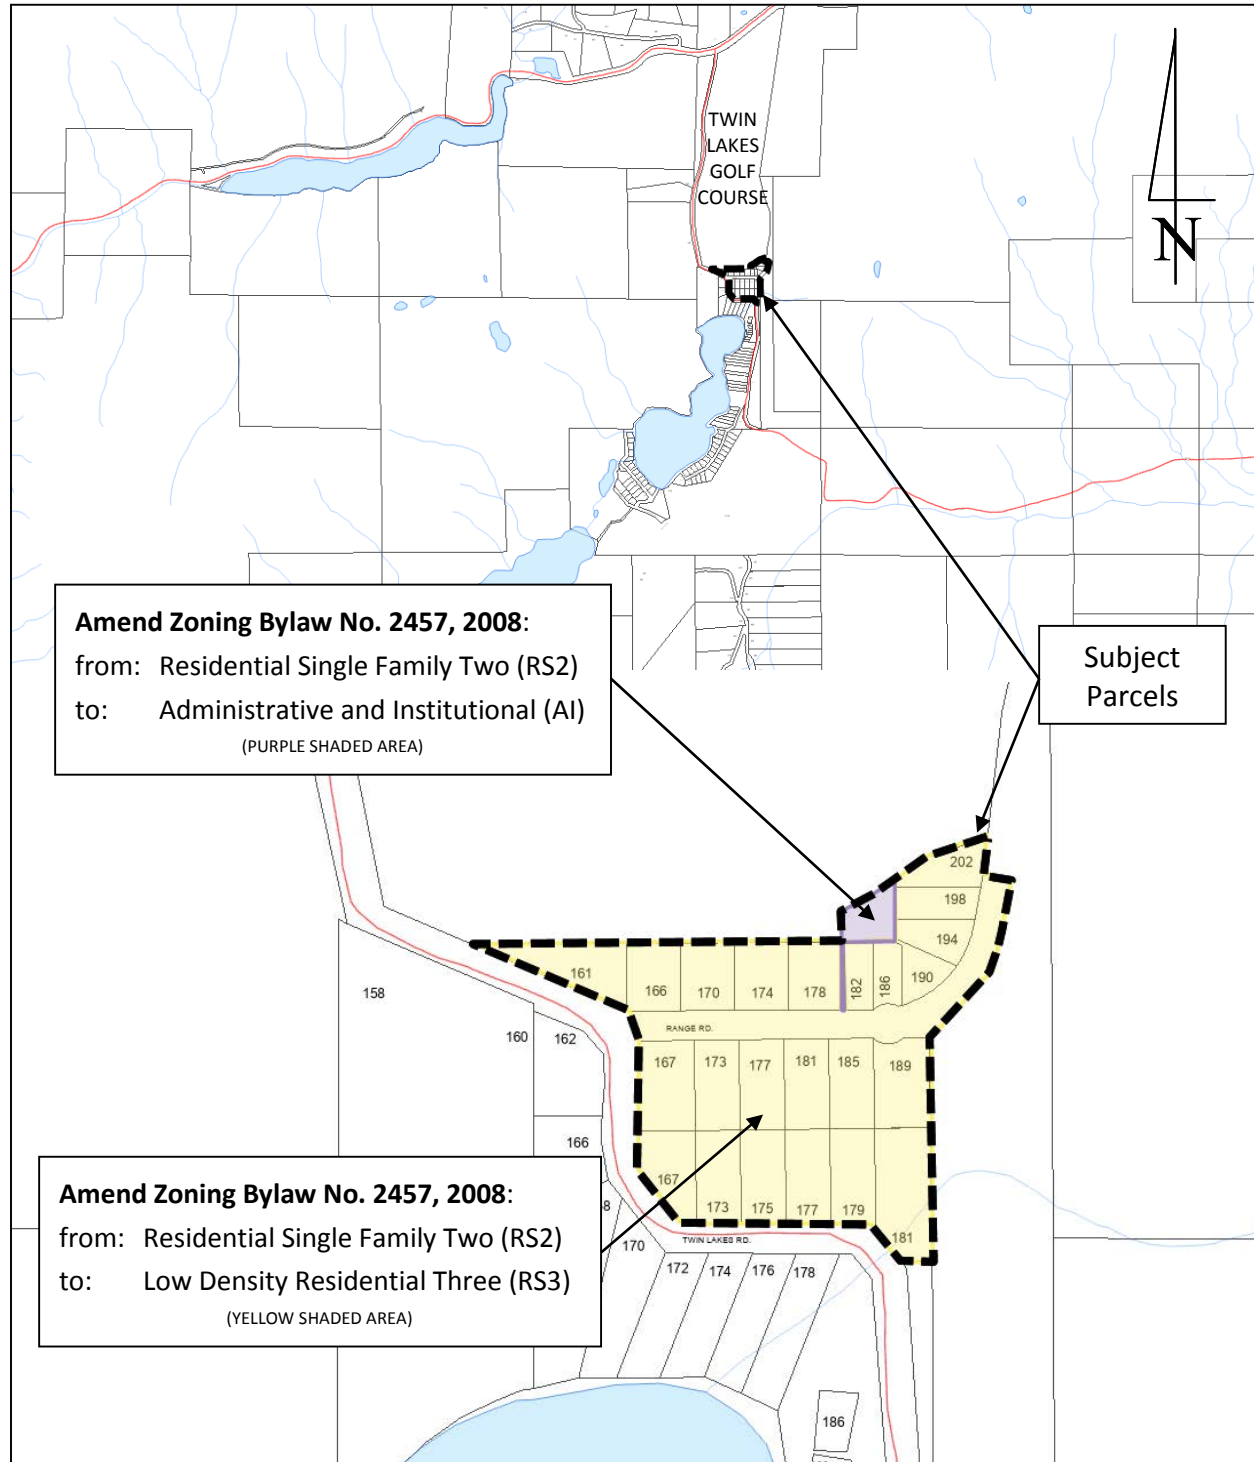 TWIN
LAKES
GOLF
COURSE
N
Amend Zoning Bylaw No. 2457, 2008:
from: Residential Single Family Two (RS2)
to: Administrative and Institutional (AI)
(PURPLE SHADED AREA)
Subject
Parcels
202
198
194
190
161
166
170
174
178
182
186
158
RANGE RD.
160
162
167
173
177
181
185
189
166
167
173
175
177
179
181
Amend Zoning Bylaw No. 2457, 2008:
from: Residential Single Family Two (RS2)
to: Low Density Residential Three (RS3)
(YELLOW SHADED AREA)
8
170
TWIN LAKES RD.
172
174
176
178
186